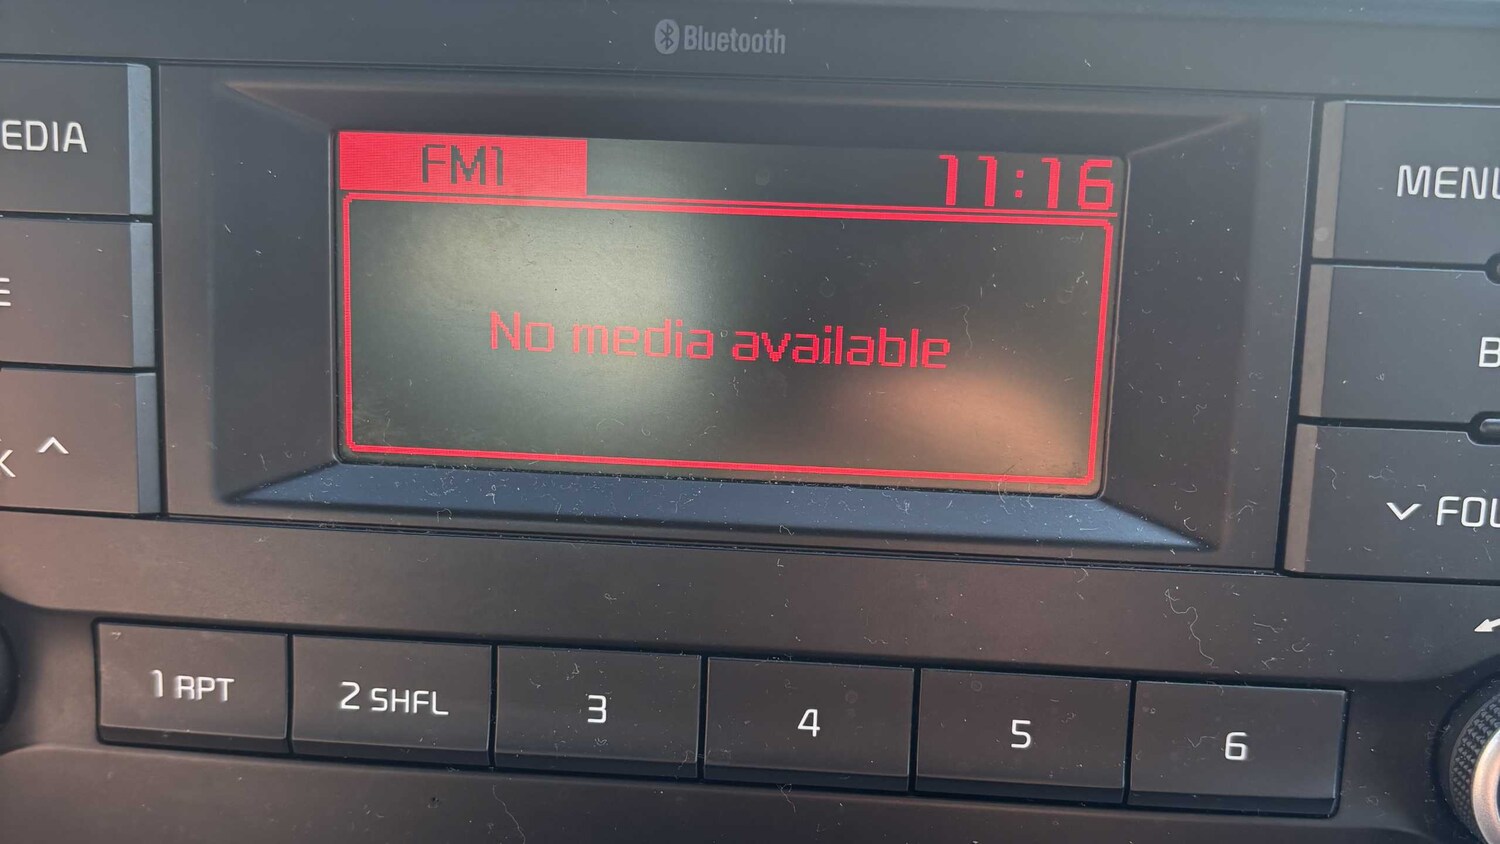 Bluetooth
EDIA
FM1
11:16
MENU
E
No media available
B
K ^
FOL
1 RPT
2 SHFL
3
4
5
6